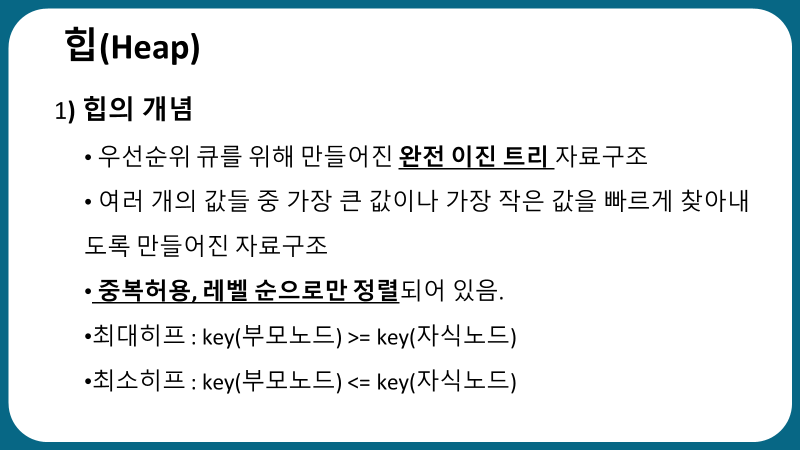 힙(Heap)
1) 힙의 개념
• 우선순위 큐를 위해 만들어진 완전 이진 트리 자료구조
• 여러 개의 값들 중 가장 큰 값이나 가장 작은 값을 빠르게 찾아내
도록 만들어진 자료구조
• 중복허용, 레벨 순으로만 정렬되어 있음.
•최대히프 : key(부모노드) >= key(자식노드)
•최소히프 : key(부모노드) <= key(자식노드)